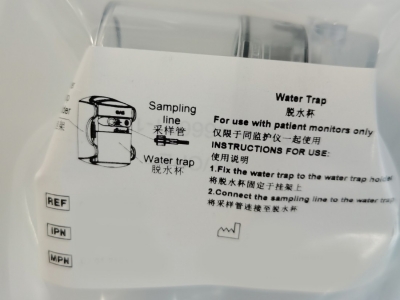 Water Trap
脱水杯
For use with patient monitors only
仅限于同监护仪一起使用
INSTRUCTIONS FOR USE:
使用说明
1.Fix the water trap to the water trap holder
将脱水杯固定于挂架上
2.Connect the sampling line to the water trap
将采样管连接至脱水杯
Sampling
line
采样管
Water trap
脱水杯
REF
IPN
MPN